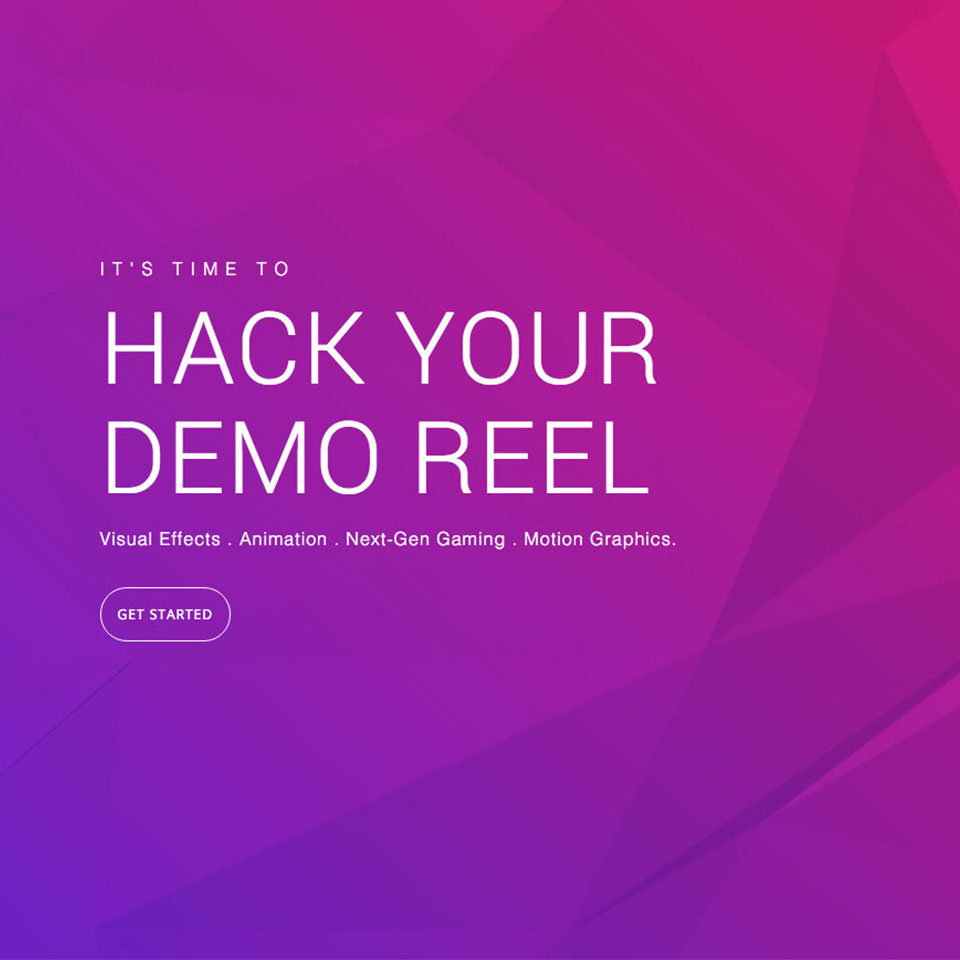 IT'S TIME TO
HACK YOUR
DEMO REEL
Visual Effects . Animation . Next-Gen Gaming . Motion Graphics.
GET STARTED